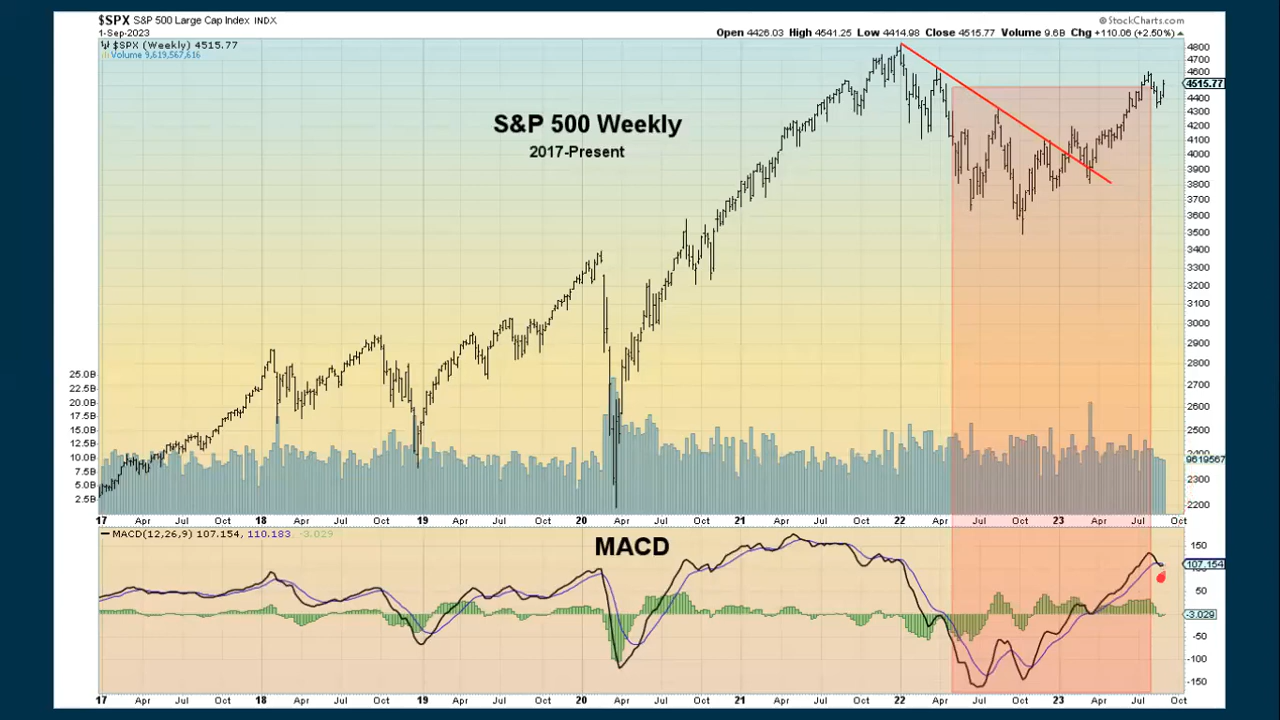 $SPX S&P 500 Large Cap Index INDX
© StockCharts.com
1-Sep-2023
Open 4426.03 High 4541.25 Low 4414.98 Close 4515.77 Volume 9.6B Chg +110.06 (+2.50%)
$SPX (Weekly) 4515.77
Volume 9,619,567,616
S&P 500 Weekly
2017-Present
4800
4700
4600
4515.77
4400
4200
4100
4000
3900
3800
3700
3600
3500
3400
3300
3200
3100
3000
2900
2800
2700
2600
2500
2400
2300
2200
25.0B
22.5B
20.0B
17.5B
15.0B
12.5B
10.0B
7.5B
5.0B
2.5B
9619567
17 Apr Jul Oct 18 Apr Jul Oct 19 Apr Jul Oct 20 Apr Jul Oct 21 Apr Jul Oct 22 Apr Jul Oct 23 Apr Jul Oct
MACD(12,26,9) 107.154, 110.183, -3.029
MACD
150
107.154
50
-3.029
-50
-100
-150
17 Apr Jul Oct 18 Apr Jul Oct 19 Apr Jul Oct 20 Apr Jul Oct 21 Apr Jul Oct 22 Apr Jul Oct 23 Apr Jul Oct